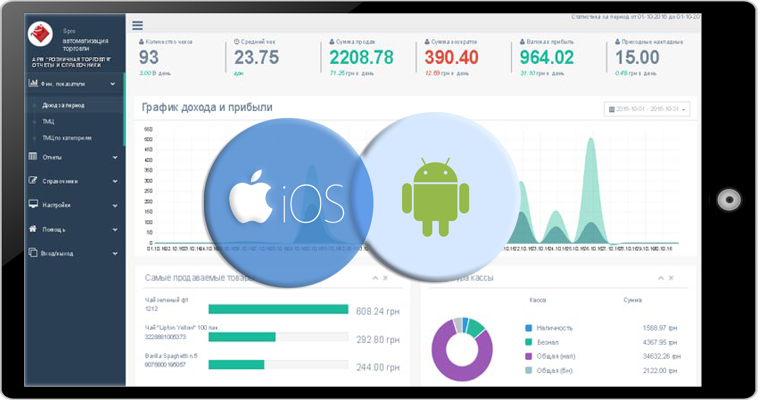 Статистика за период от 01-10-2016 до 01-10-20
5pro
автоматизация
торговли
АРМ "РОЗНИЧНАЯ ТОРГОВЛЯ"
ОТЧЕТЫ И СПРАВОЧНИКИ
Фин. показатели
Доход за период
ТМЦ
ТМЦ по категориям
Отчеты
Справочники
Настройки
Помощь
Вход/выход
Количество чеков
93
3.00 В день
Средний чек
23.75
грн
Сумма продаж
2208.78
71.25 грн в день
Сумма возвратов
390.40
12.59 грн в день
Валовая прибыль
964.02
31.10 грн в день
Приходные накладные
15.00
0.48 грн в день
График дохода и прибыли
2016-10-01 - 2016-10-31
550
500
450
400
350
300
250
200
150
100
50
0
iOS
Самые продаваемые товары
Чай зеленый ф1
1212
608.24 грн
Чай "Lipton Yellow" 100 пак
3228881005373
292.80 грн
Barilla Spaghetti n.5
8076800195057
244.00 грн
кассы
Касса
Сумма
Наличность
1568.97 грн
Безнал
4367.95 грн
Общая (нал)
34632.26 грн
Общая (бн)
2122.00 грн